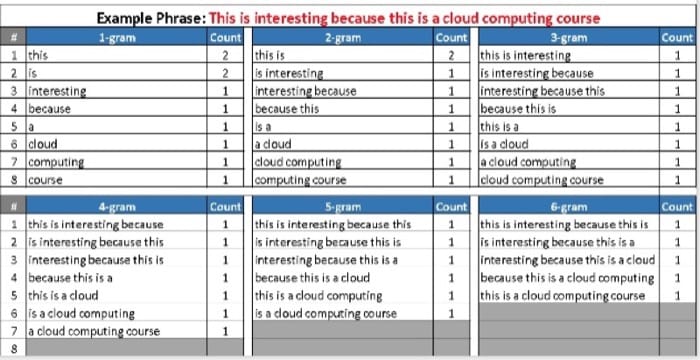 Example Phrase: This is interesting because this is a cloud computing course
# 1-gram Count 2-gram Count 3-gram Count
1 this 2 this is 2 this is interesting 1
2 is 2 is interesting 1 is interesting because 1
3 interesting 1 interesting because 1 interesting because this 1
4 because 1 because this 1 because this is 1
5 a 1 is a 1 this is a 1
6 cloud 1 a cloud 1 is a cloud 1
7 computing 1 cloud computing 1 a cloud computing 1
8 course 1 computing course 1 cloud computing course 1
# 4-gram Count 5-gram Count 6-gram Count
1 this is interesting because 1 this is interesting because this 1 this is interesting because this is 1
2 is interesting because this 1 is interesting because this is 1 is interesting because this is a 1
3 interesting because this is 1 interesting because this is a 1 interesting because this is a cloud 1
4 because this is a 1 because this is a cloud 1 because this is a cloud computing 1
5 this is a cloud 1 this is a cloud computing 1 this is a cloud computing course 1
6 is a cloud computing 1 is a cloud computing course 1
7 a cloud computing course 1
8